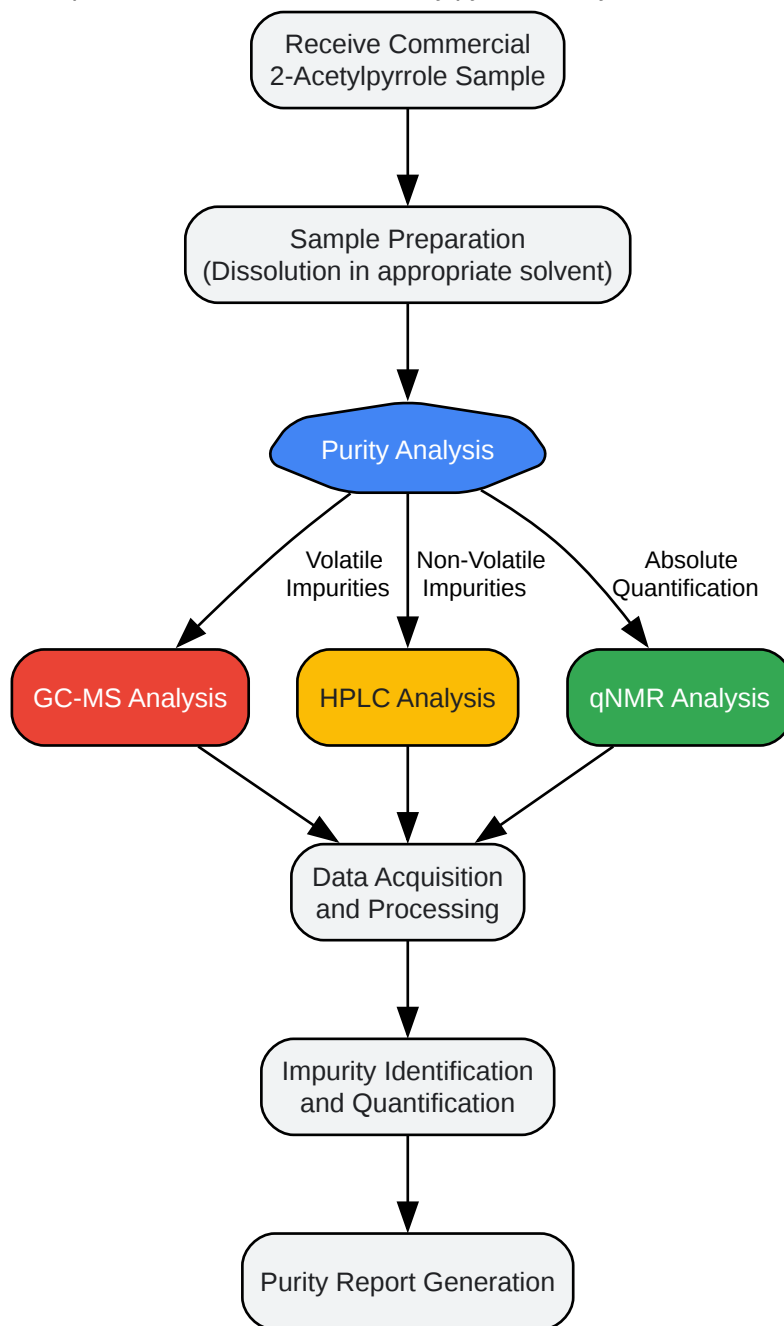 Receive Commercial
2-Acetylpyrrole Sample
Sample Preparation
(Dissolution in appropriate solvent)
Purity Analysis
Volatile
Impurities
Non-Volatile
Impurities
Absolute
Quantification
GC-MS Analysis
HPLC Analysis
qNMR Analysis
Data Acquisition
and Processing
Impurity Identification
and Quantification
Purity Report Generation